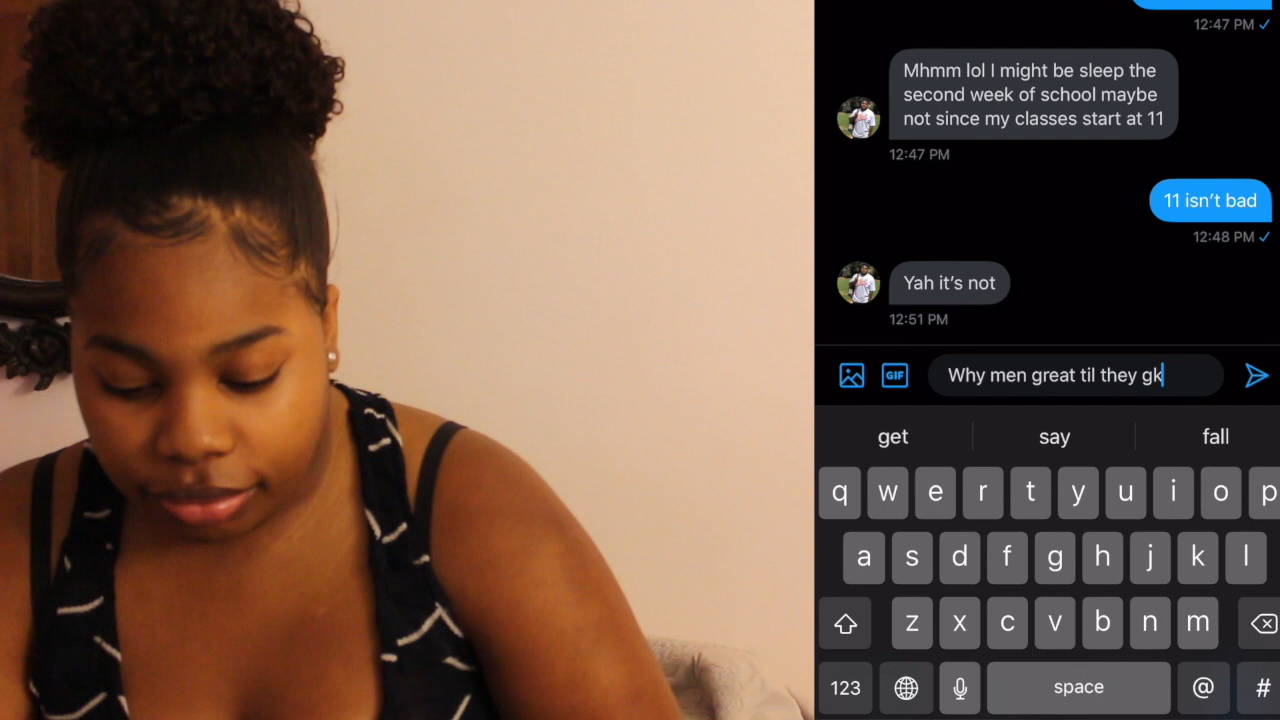 12:47 PM
Mhmm lol I might be sleep the
second week of school maybe
not since my classes start at 11
12:47 PM
11 isn't bad
12:48 PM
Yah it's not
12:51 PM
GIF Why men great til they gk
get say fall
q w e r t y u i o p
a s d f g h j k l
z x c v b n m
123 space @ #